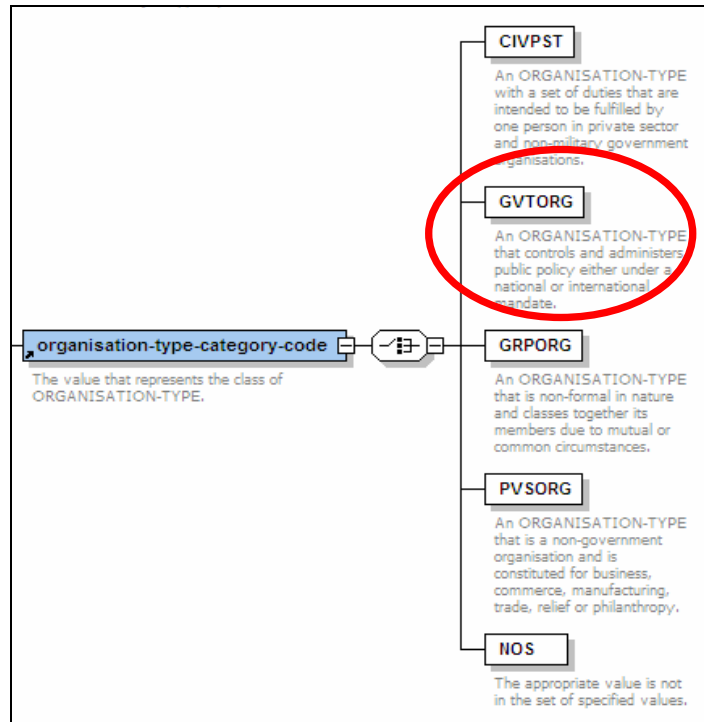 CIVPST
An ORGANISATION-TYPE
with a set of duties that are
intended to be fulfilled by
one person in private sector
and non-military government
organisations.
GVTORG
An ORGANISATION-TYPE
that controls and administers
public policy either under a
national or international
mandate.
organisation-type-category-code
The value that represents the class of
ORGANISATION-TYPE.
GRPORG
An ORGANISATION-TYPE
that is non-formal in nature
and classes together its
members due to mutual or
common circumstances.
PVSORG
An ORGANISATION-TYPE
that is a non-government
organisation and is
constituted for business,
commerce, manufacturing,
trade, relief or philanthropy.
NOS
The appropriate value is not
in the set of specified values.